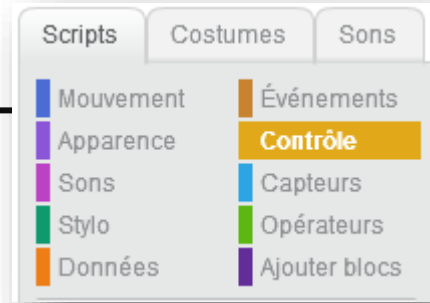 Scripts Costumes Sons
Mouvement Événements
Apparence Contrôle
Sons Capteurs
Stylo Opérateurs
Données Ajouter blocs